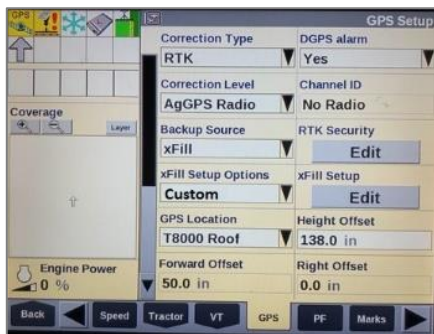 GPS
GPS Setup
Correction Type
DGPS alarm
RTK
Yes
Correction Level
Channel ID
AgGPS Radio
No Radio
Coverage
Layer
Backup Source
RTK Security
xFill
Edit
xFill Setup Options
xFill Setup
Custom
Edit
GPS Location
Height Offset
T8000 Roof
138.0 in
Engine Power
0 %
Forward Offset
Right Offset
50.0 in
0.0 in
Back
Speed
Tractor
VT
GPS
PF
Marks